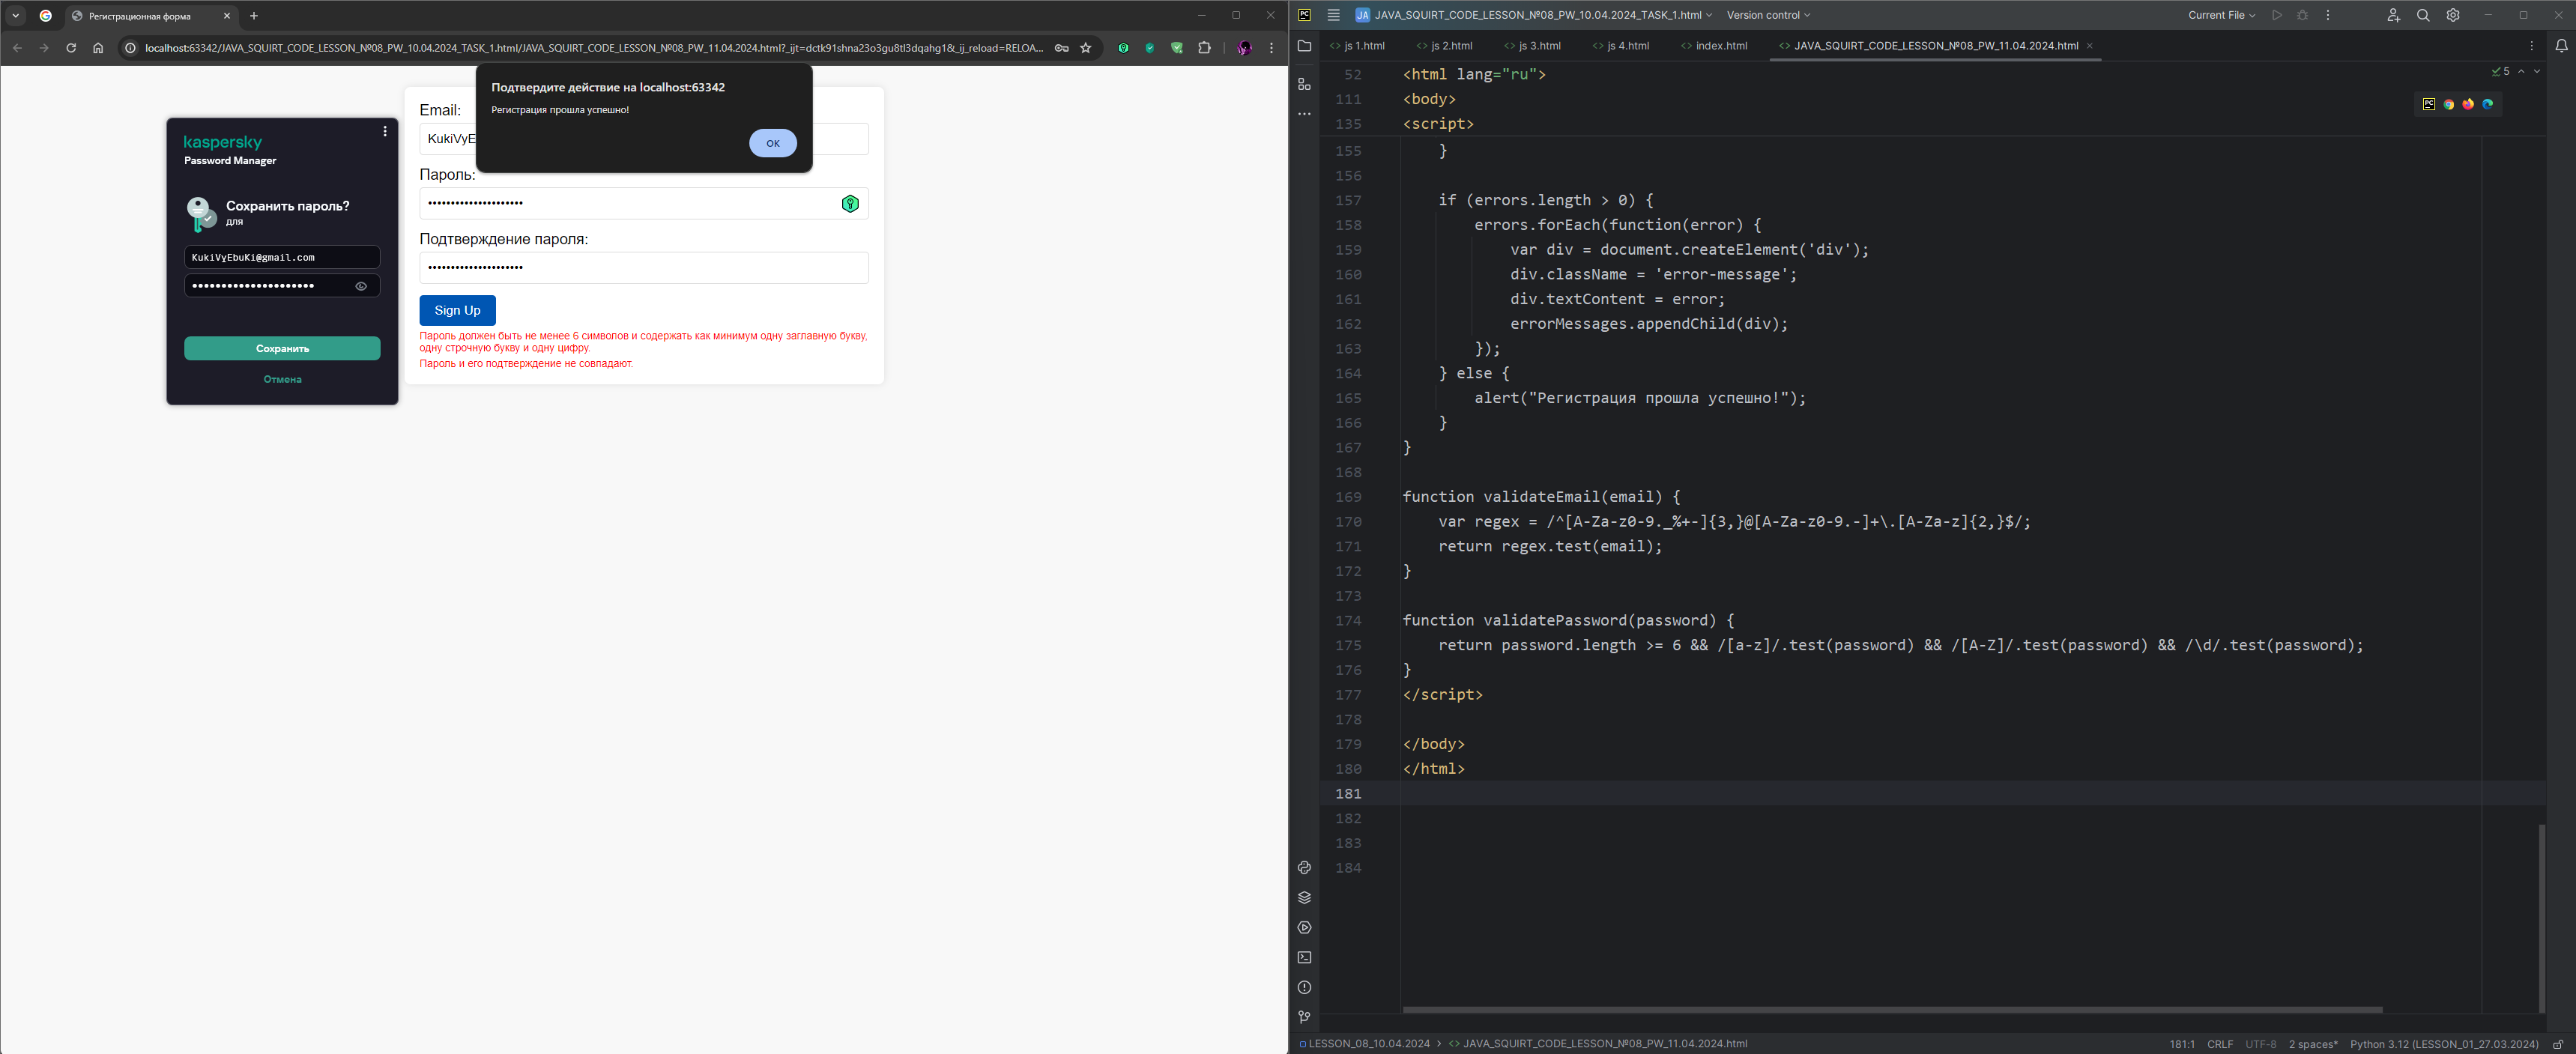 Регистрационная форма
localhost:63342/JAVA_SQUIRT_CODE_LESSON_№08_PW_10.04.2024_TASK_1.html/JAVA_SQUIRT_CODE_LESSON_№08_PW_11.04.2024.html?_ijt=dctk91shna23o3gu8tl3dqahg1&_ij_reload=RELOA...
Подтвердите действие на localhost:63342
Регистрация прошла успешно!
OK
kaspersky
Password Manager
Сохранить пароль?
для
KukiVyEbuKi@gmail.com
Сохранить
Отмена
Email:
KukiVyE
Пароль:
Подтверждение пароля:
Sign Up
Пароль должен быть не менее 6 символов и содержать как минимум одну заглавную букву,
одну строчную букву и одну цифру.
Пароль и его подтверждение не совпадают.
PC
JA JAVA_SQUIRT_CODE_LESSON_№08_PW_10.04.2024_TASK_1.html Version control
Current File
<> js 1.html <> js 2.html <> js 3.html <> js 4.html <> index.html <> JAVA_SQUIRT_CODE_LESSON_№08_PW_11.04.2024.html
5
PC
52 <html lang="ru">
111 <body>
135 <script>
155 }
156
157 if (errors.length > 0) {
158 errors.forEach(function(error) {
159 var div = document.createElement('div');
160 div.className = 'error-message';
161 div.textContent = error;
162 errorMessages.appendChild(div);
163 });
164 } else {
165 alert("Регистрация прошла успешно!");
166 }
167 }
168
169 function validateEmail(email) {
170 var regex = /^[A-Za-z0-9._%+-]{3,}@[A-Za-z0-9.-]+\.[A-Za-z]{2,}$/;
171 return regex.test(email);
172 }
173
174 function validatePassword(password) {
175 return password.length >= 6 && /[a-z]/.test(password) && /[A-Z]/.test(password) && /\d/.test(password);
176 }
177 </script>
178
179 </body>
180 </html>
181
182
183
184
LESSON_08_10.04.2024 > <> JAVA_SQUIRT_CODE_LESSON_№08_PW_11.04.2024.html
181:1 CRLF UTF-8 2 spaces* Python 3.12 (LESSON_01_27.03.2024)